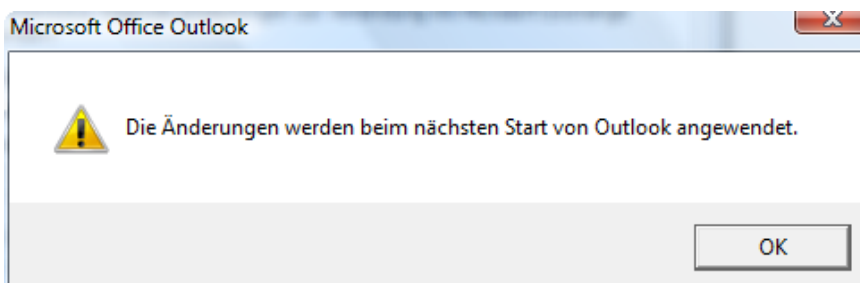 Microsoft Office Outlook
Die Änderungen werden beim nächsten Start von Outlook angewendet.
OK